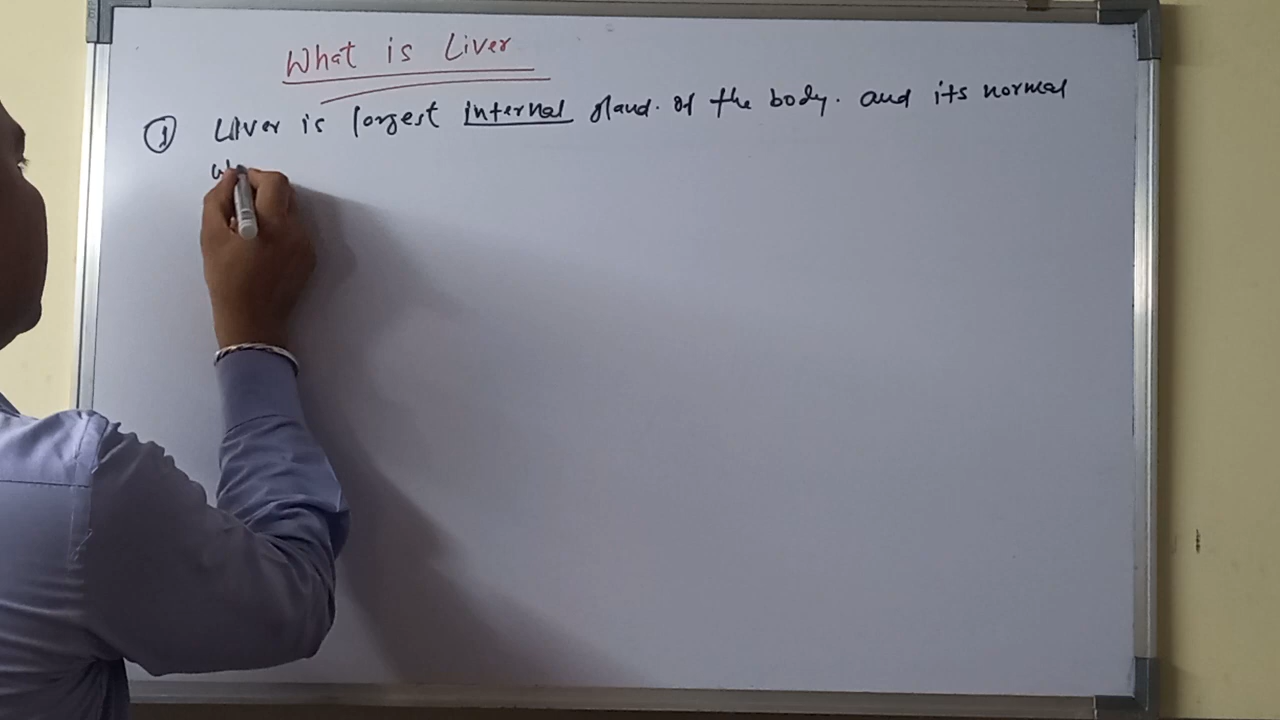 What is Liver
① Liver is largest internal gland. of the body. and its normal